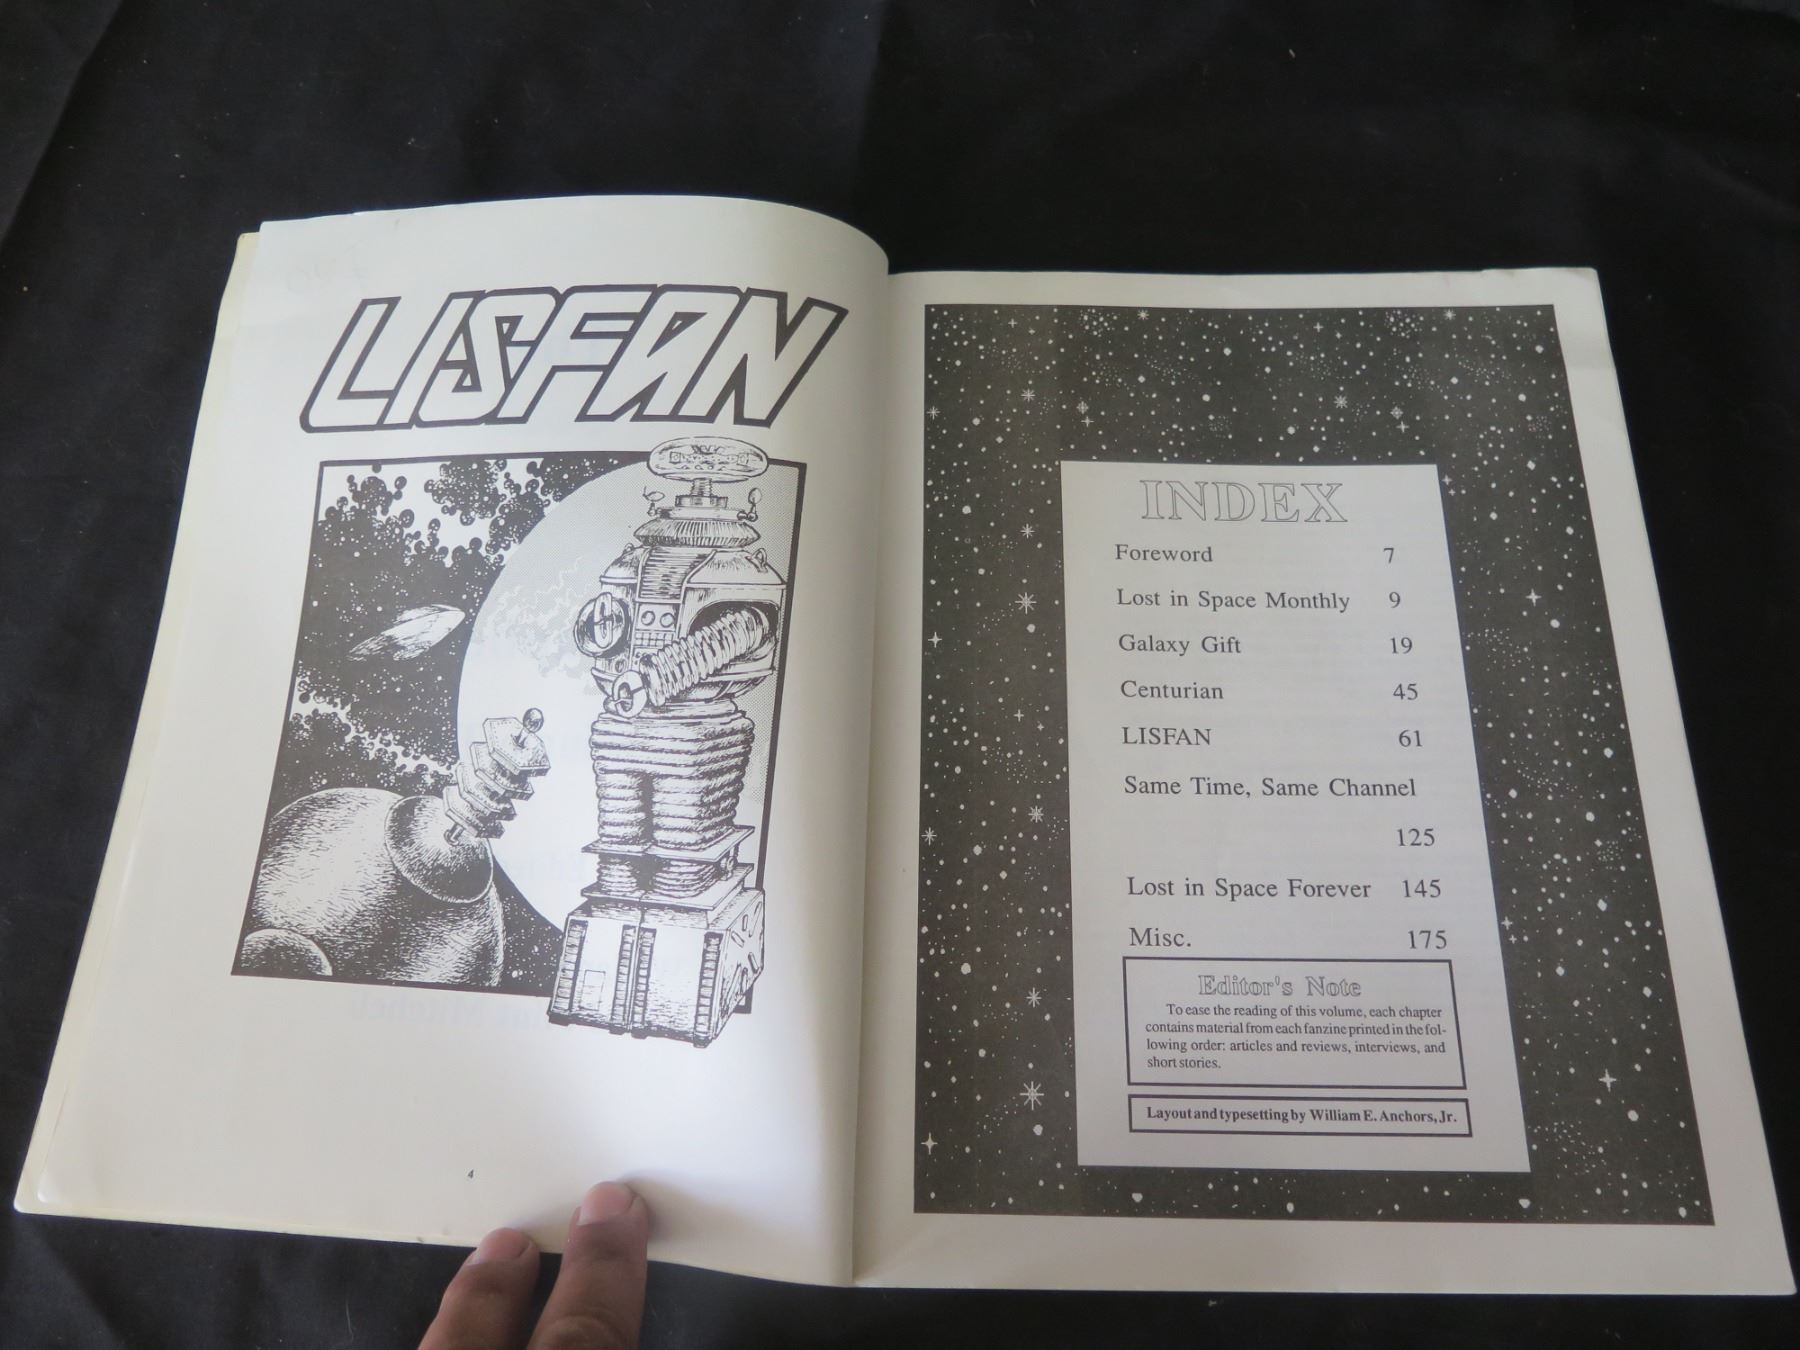 LISFAN
4
INDEX
Foreword 7
Lost in Space Monthly 9
Galaxy Gift 19
Centurian 45
LISFAN 61
Same Time, Same Channel
125
Lost in Space Forever 145
Misc. 175
Editor's Note
To ease the reading of this volume, each chapter
contains material from each fanzine printed in the fol-
lowing order: articles and reviews, interviews, and
short stories.
Layout and typesetting by William E. Anchors, Jr.